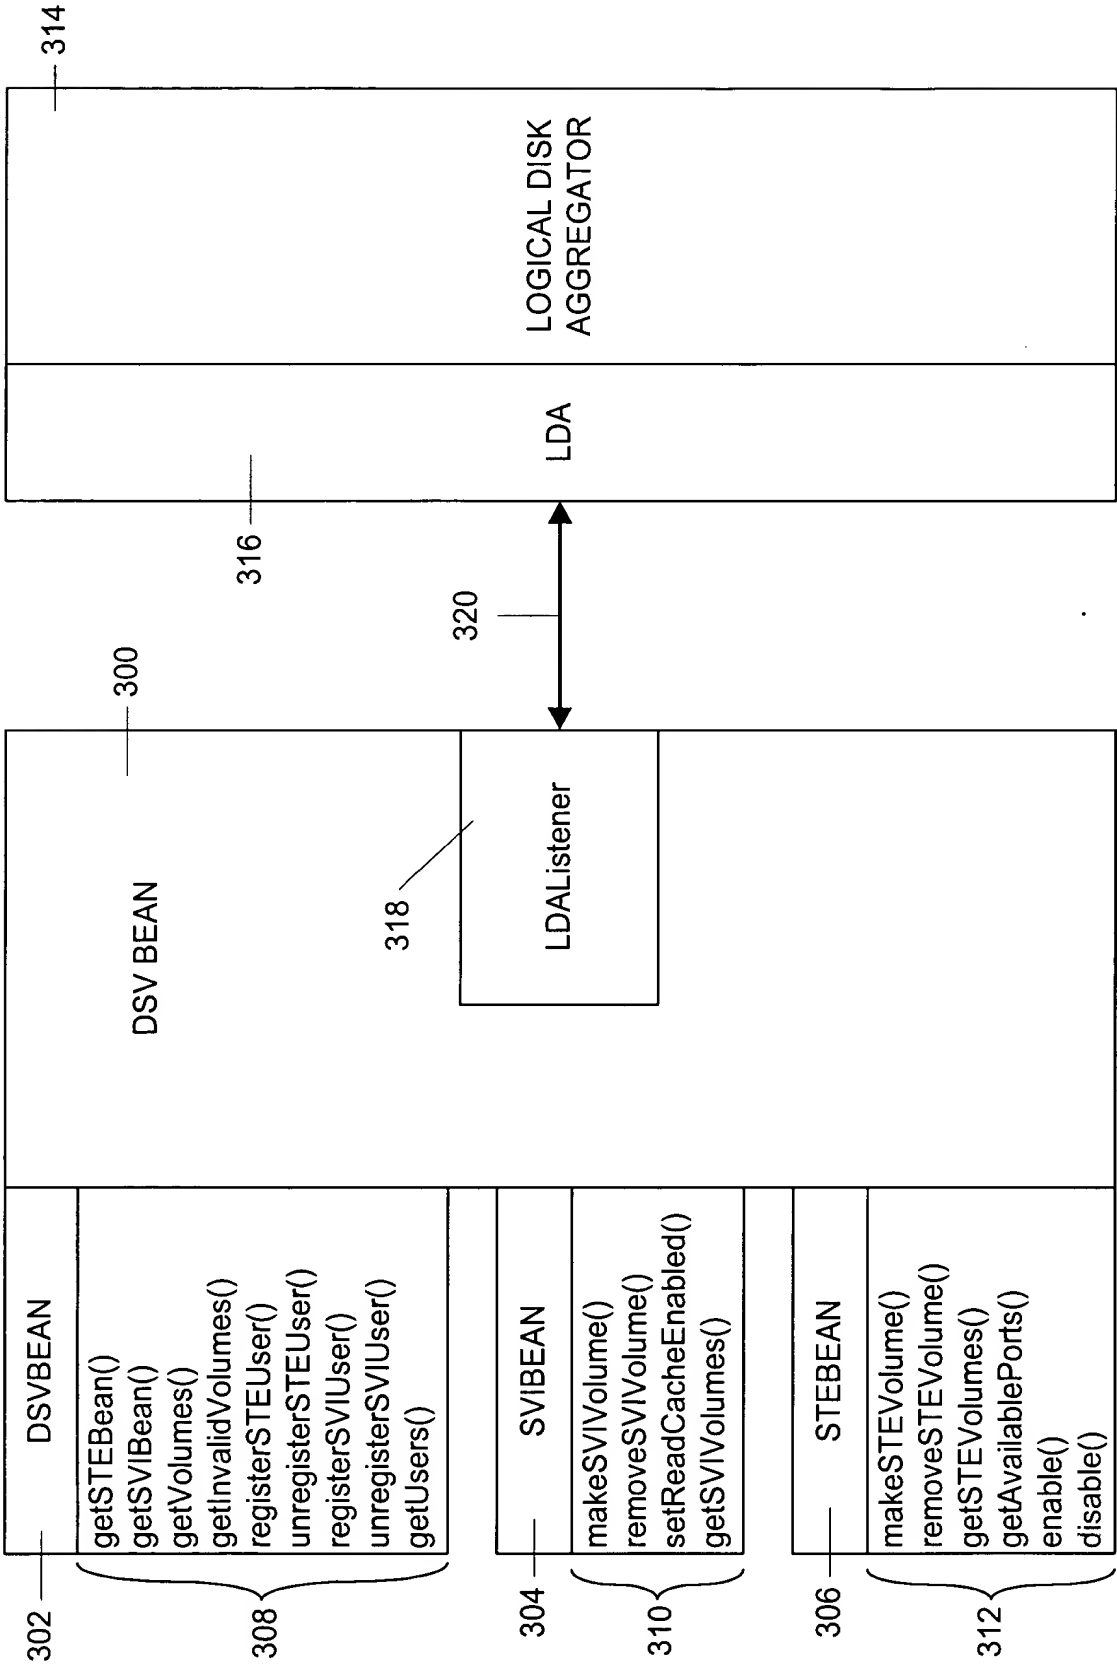 302
DSVBEAN
308
getSTEBean()
getSVIBean()
getVolumes()
getInvalidVolumes()
registerSTEUser()
unregisterSTEUser()
registerSVIUser()
unregisterSVIUser()
getUsers()
304
SVIBEAN
310
makeSVIVolume()
removeSVIVolume()
setReadCacheEnabled()
getSVIVolumes()
306
STEBEAN
312
makeSTEVolume()
removeSTEVolume()
getSTEVolumes()
getAvailablePorts()
enable()
disable()
DSV BEAN
300
318
LDAListener
320
316
LDA
LOGICAL DISK
AGGREGATOR
314